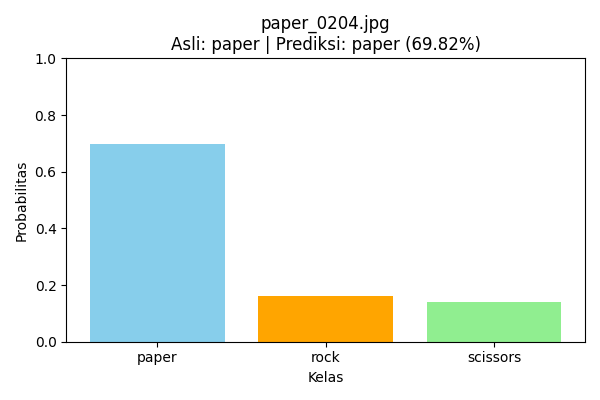 paper_0204.jpg
Asli: paper | Prediksi: paper (69.82%)
1.0
0.8
0.6
0.4
0.2
0.0
Probabilitas
paper rock scissors
Kelas